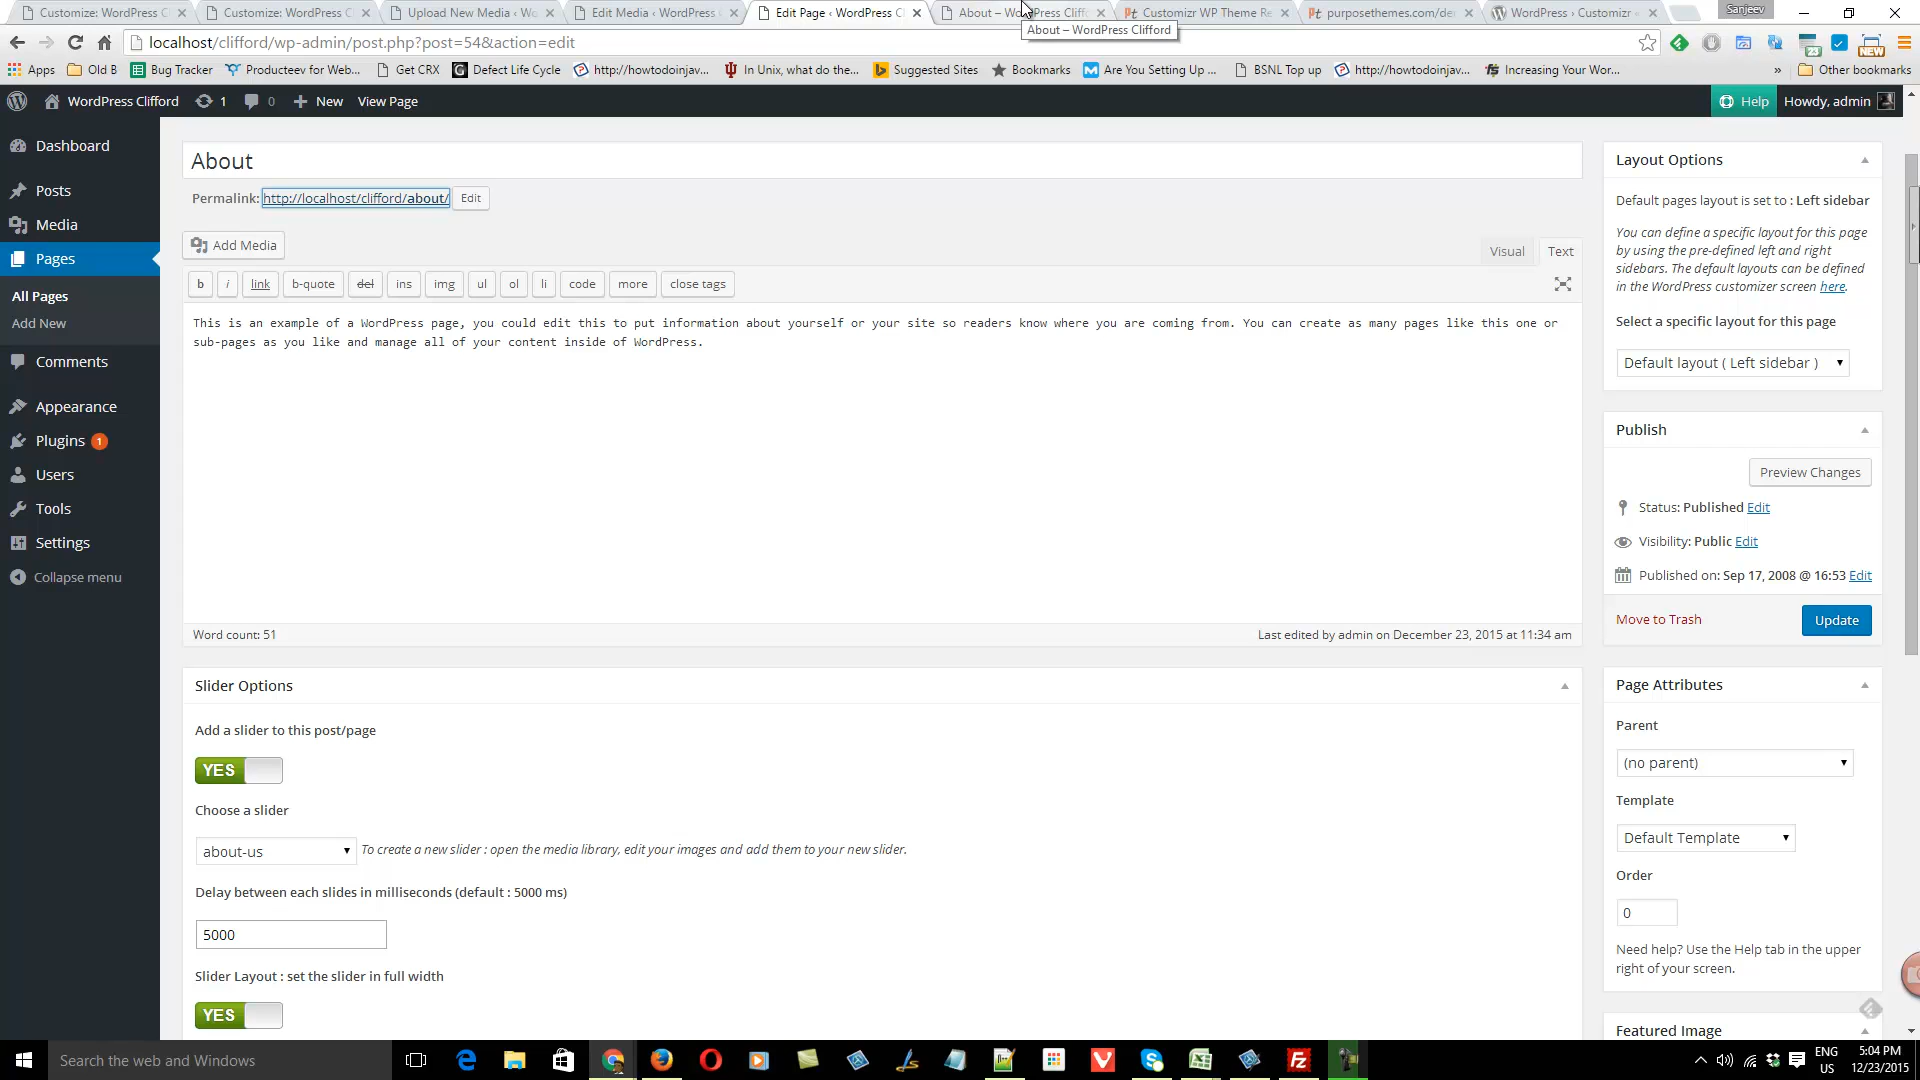 Customize: WordPress C
Customize: WordPress C
Upload New Media ‹ Wo
Edit Media ‹ WordPress
Edit Page ‹ WordPress C
About – WordPress Cliff
Customizr WP Theme Re
purposethemes.com/de
WordPress › Customizr «
Sanjeev
localhost/clifford/wp-admin/post.php?post=54&action=edit
About – WordPress Clifford
23
NEW
Apps
Old B
Bug Tracker
Producteev for Web...
Get CRX
Defect Life Cycle
http://howtodoinjav...
In Unix, what do the...
Suggested Sites
Bookmarks
Are You Setting Up ...
BSNL Top up
http://howtodoinjav...
Increasing Your Wor...
»
Other bookmarks
WordPress Clifford
1
0
New
View Page
Help
Howdy, admin
Dashboard
Posts
Media
Pages
All Pages
Add New
Comments
Appearance
Plugins 1
Users
Tools
Settings
Collapse menu
About
Permalink: http://localhost/clifford/about/ Edit
Add Media
Visual
Text
b
i
link
b-quote
del
ins
img
ul
ol
li
code
more
close tags
This is an example of a WordPress page, you could edit this to put information about yourself or your site so readers know where you are coming from. You can create as many pages like this one or
sub-pages as you like and manage all of your content inside of WordPress.
Word count: 51
Last edited by admin on December 23, 2015 at 11:34 am
Slider Options
Add a slider to this post/page
YES
Choose a slider
about-us
To create a new slider : open the media library, edit your images and add them to your new slider.
Delay between each slides in milliseconds (default : 5000 ms)
5000
Slider Layout : set the slider in full width
YES
Layout Options
Default pages layout is set to : Left sidebar
You can define a specific layout for this page
by using the pre-defined left and right
sidebars. The default layouts can be defined
in the WordPress customizer screen here.
Select a specific layout for this page
Default layout ( Left sidebar )
Publish
Preview Changes
Status: Published Edit
Visibility: Public Edit
Published on: Sep 17, 2008 @ 16:53 Edit
Move to Trash
Update
Page Attributes
Parent
(no parent)
Template
Default Template
Order
0
Need help? Use the Help tab in the upper
right of your screen.
Featured Image
Search the web and Windows
ENG
US
5:04 PM
12/23/2015